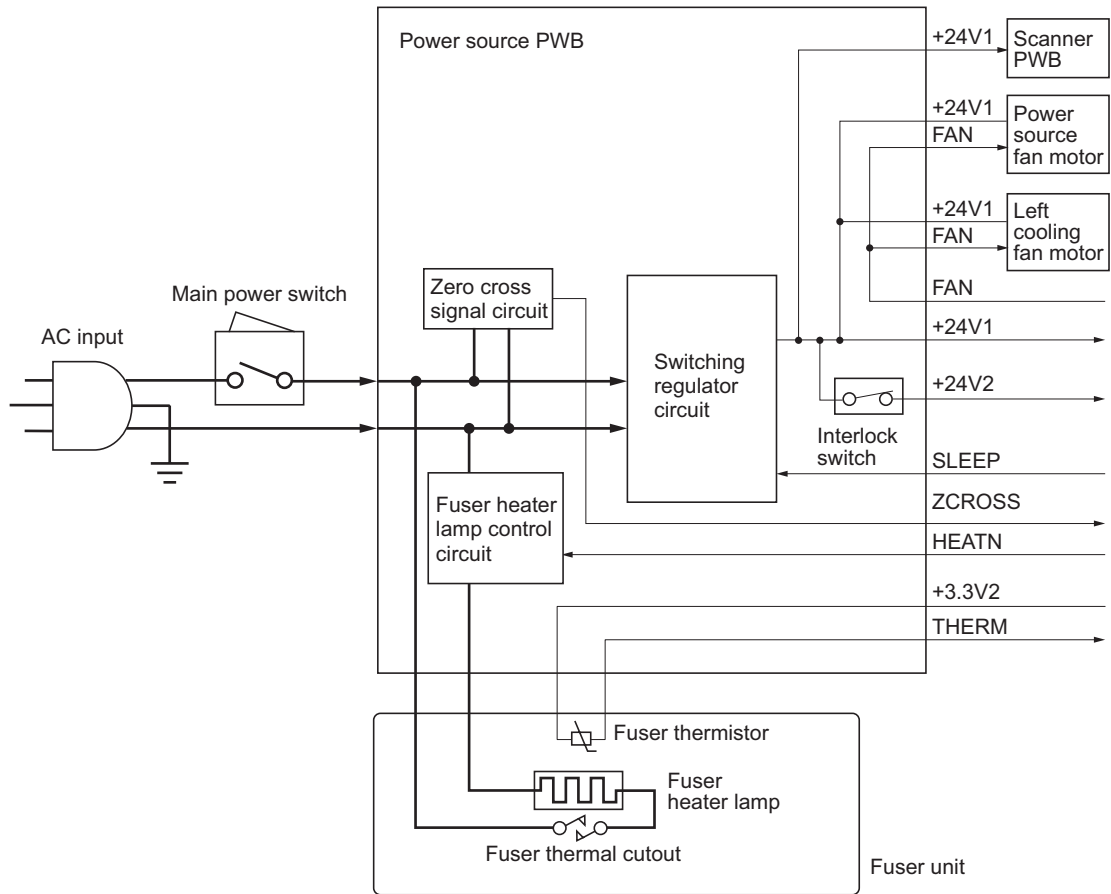 Power source PWB
+24V1
Scanner
PWB
+24V1
FAN
Power
source
fan motor
+24V1
FAN
Left
cooling
fan motor
FAN
+24V1
+24V2
Interlock
switch
SLEEP
ZCROSS
HEATN
+3.3V2
THERM
AC input
Main power switch
Zero cross
signal circuit
Switching
regulator
circuit
Fuser heater
lamp control
circuit
Fuser thermistor
Fuser
heater lamp
Fuser thermal cutout
Fuser unit